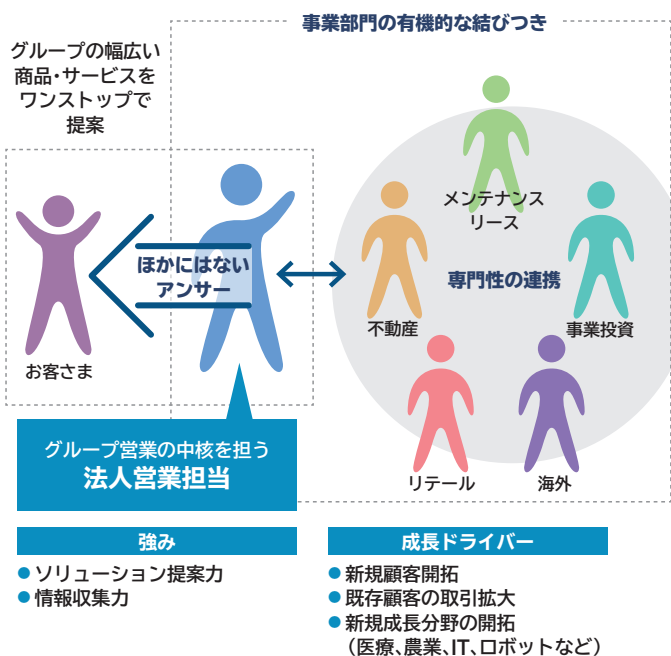 事業部門の有機的な結びつき
グループの幅広い
商品・サービスを
ワンストップで
提案
メンテナンス
リース
ほかにはない
アンサー
専門性の連携
不動産
事業投資
お客さま
グループ営業の中核を担う
法人営業担当
リテール
海外
強み
●ソリューション提案力
●情報収集力
成長ドライバー
●新規顧客開拓
●既存顧客の取引拡大
●新規成長分野の開拓
（医療、農業、IT、ロボットなど）